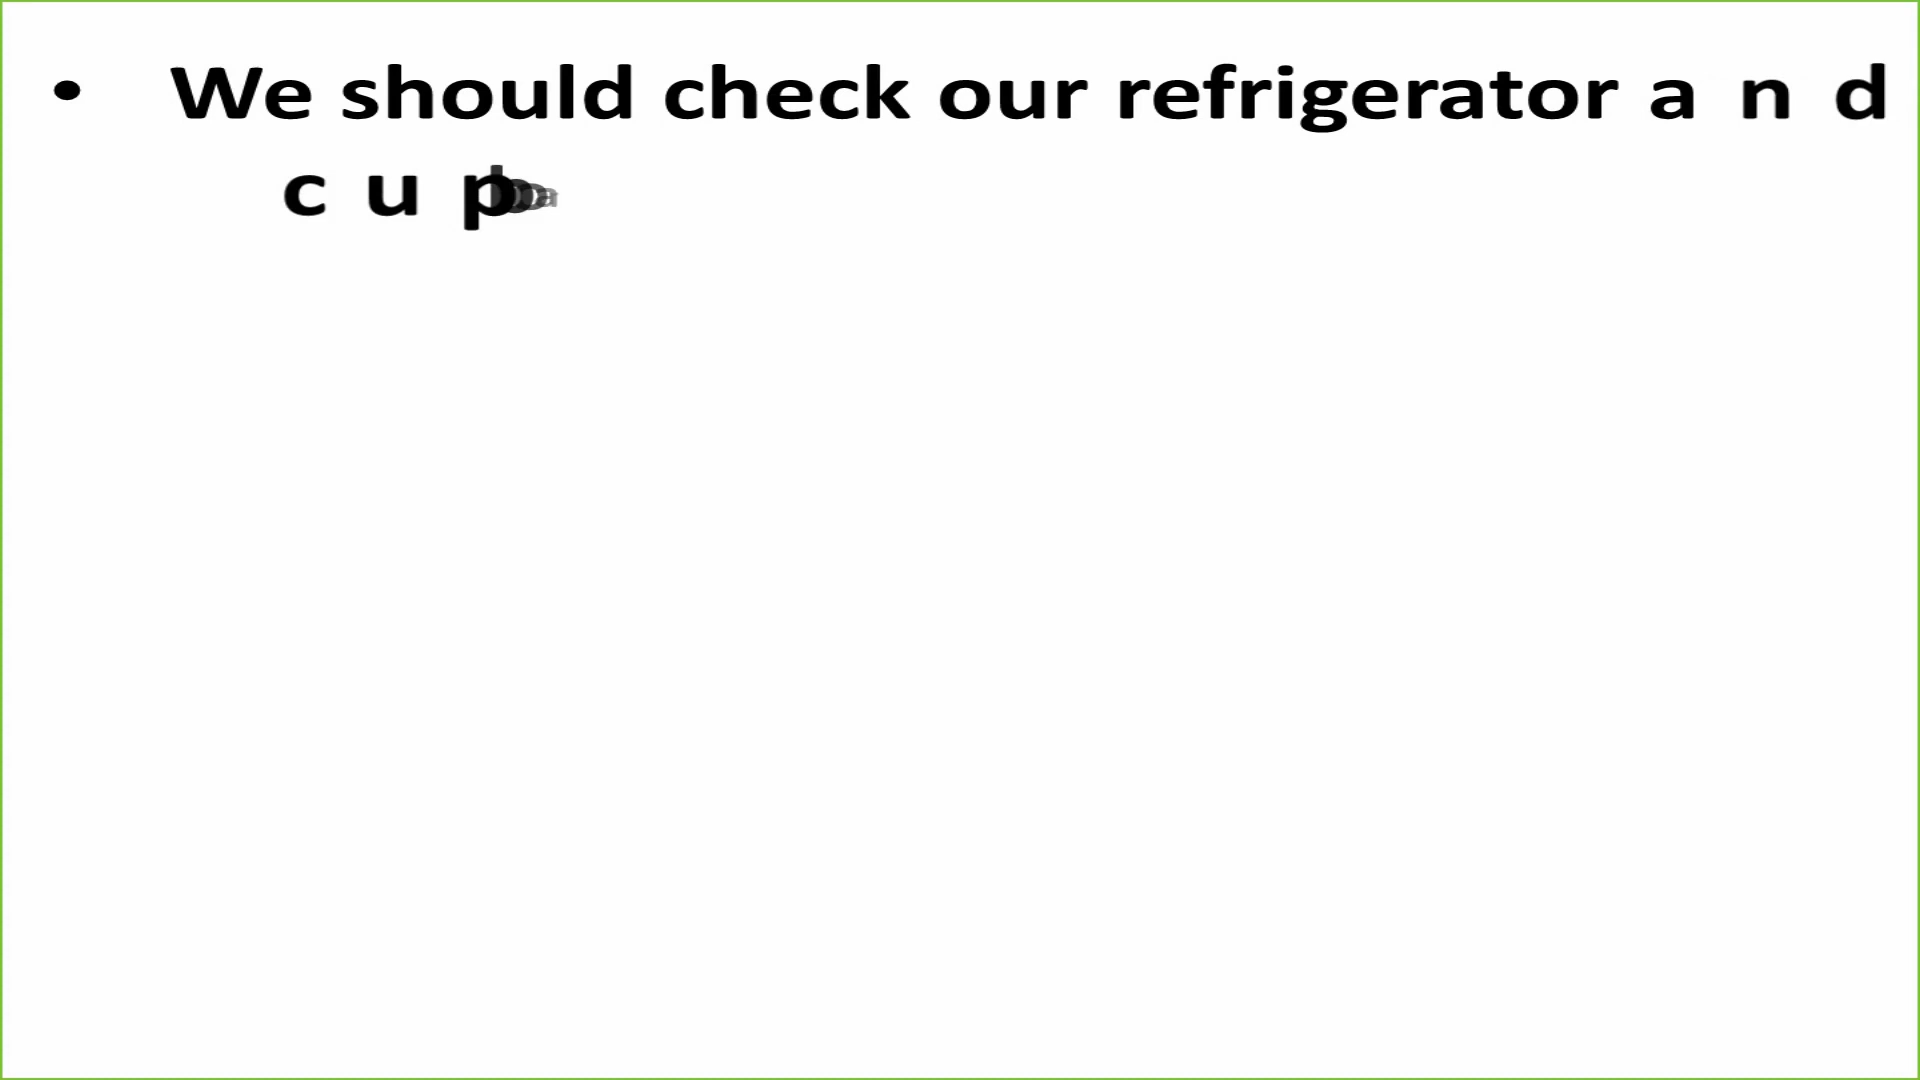 • We should check our refrigerator a n d
c u p